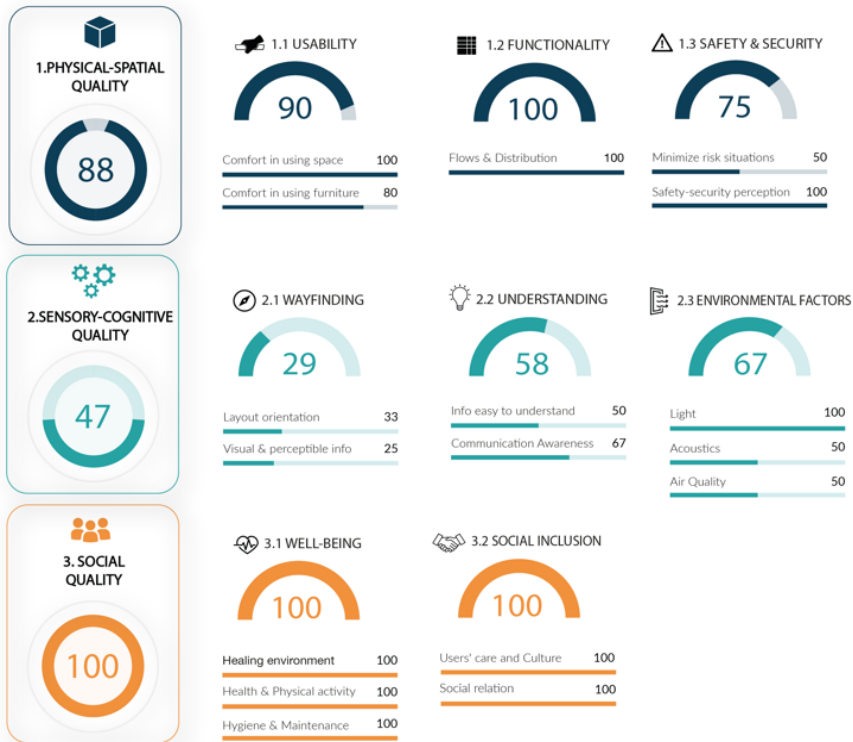 1.PHYSICAL-SPATIAL
QUALITY
88
1.1 USABILITY
90
Comfort in using space 100
Comfort in using furniture 80
1.2 FUNCTIONALITY
100
Flows & Distribution 100
1.3 SAFETY & SECURITY
75
Minimize risk situations 50
Safety-security perception 100
2.SENSORY-COGNITIVE
QUALITY
47
2.1 WAYFINDING
29
Layout orientation 33
Visual & perceptible info 25
2.2 UNDERSTANDING
58
Info easy to understand 50
Communication Awareness 67
2.3 ENVIRONMENTAL FACTORS
67
Light 100
Acoustics 50
Air Quality 50
3. SOCIAL
QUALITY
100
3.1 WELL-BEING
100
Healing environment 100
Health & Physical activity 100
Hygiene & Maintenance 100
3.2 SOCIAL INCLUSION
100
Users' care and Culture 100
Social relation 100